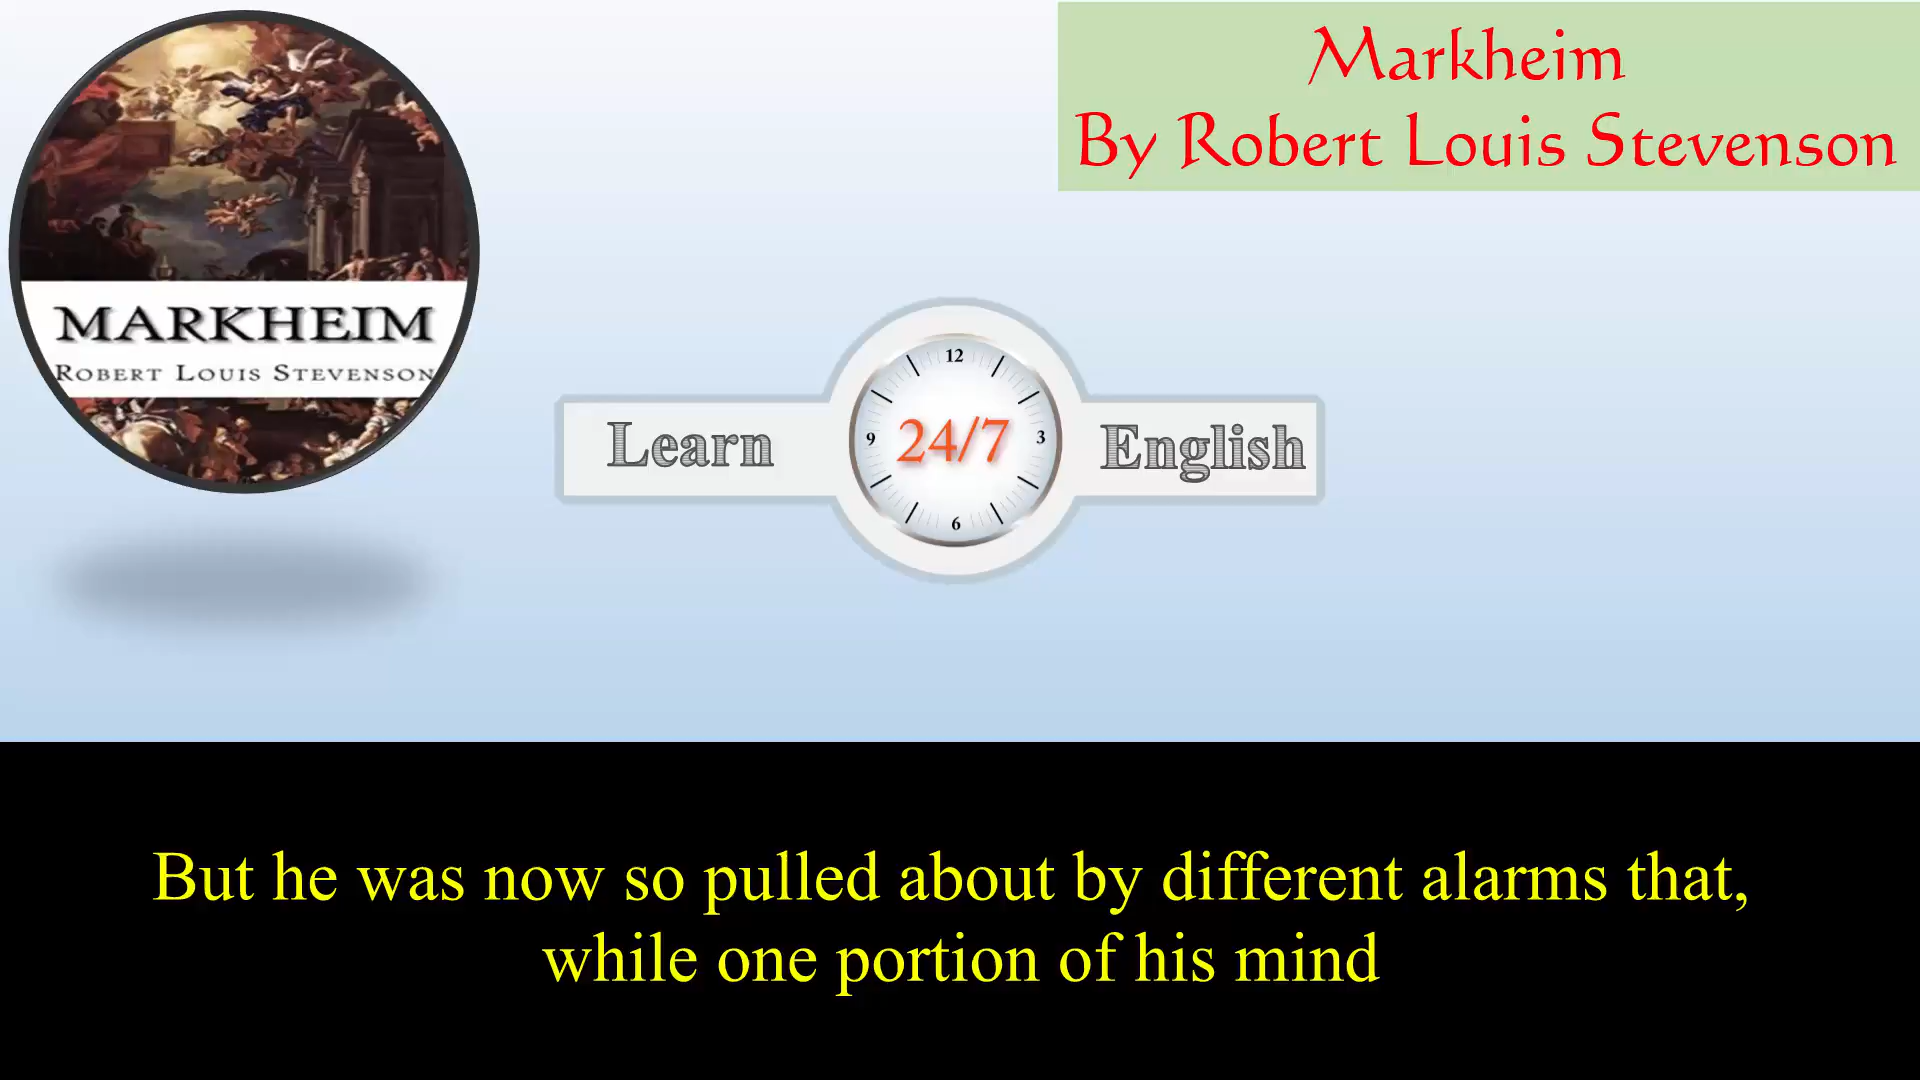 Markheim
By Robert Louis Stevenson
MARKHEIM
ROBERT LOUIS STEVENSON
12
Learn
9
24/7
3
English
6
But he was now so pulled about by different alarms that,
while one portion of his mind